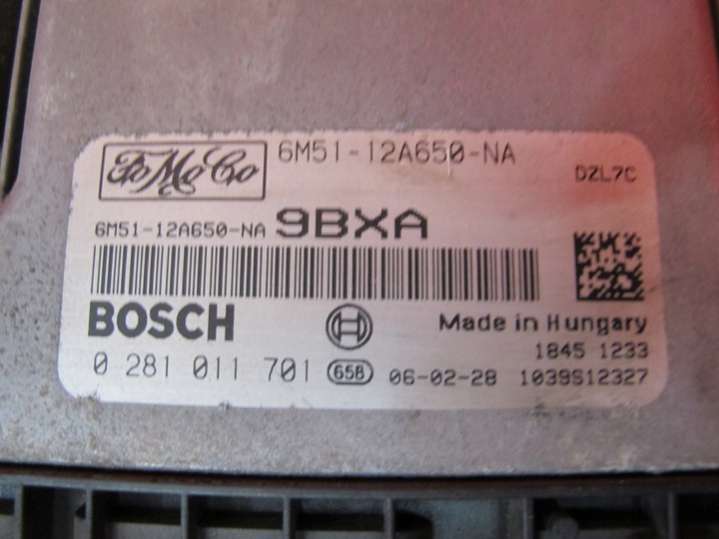 FoMoCo 6M51-12A650-NA
DZL7C
6M51-12A650-NA 9BXA
BOSCH
Made in Hungary
1845 1233
0 281 011 701 658 06-02-28 1039S12327